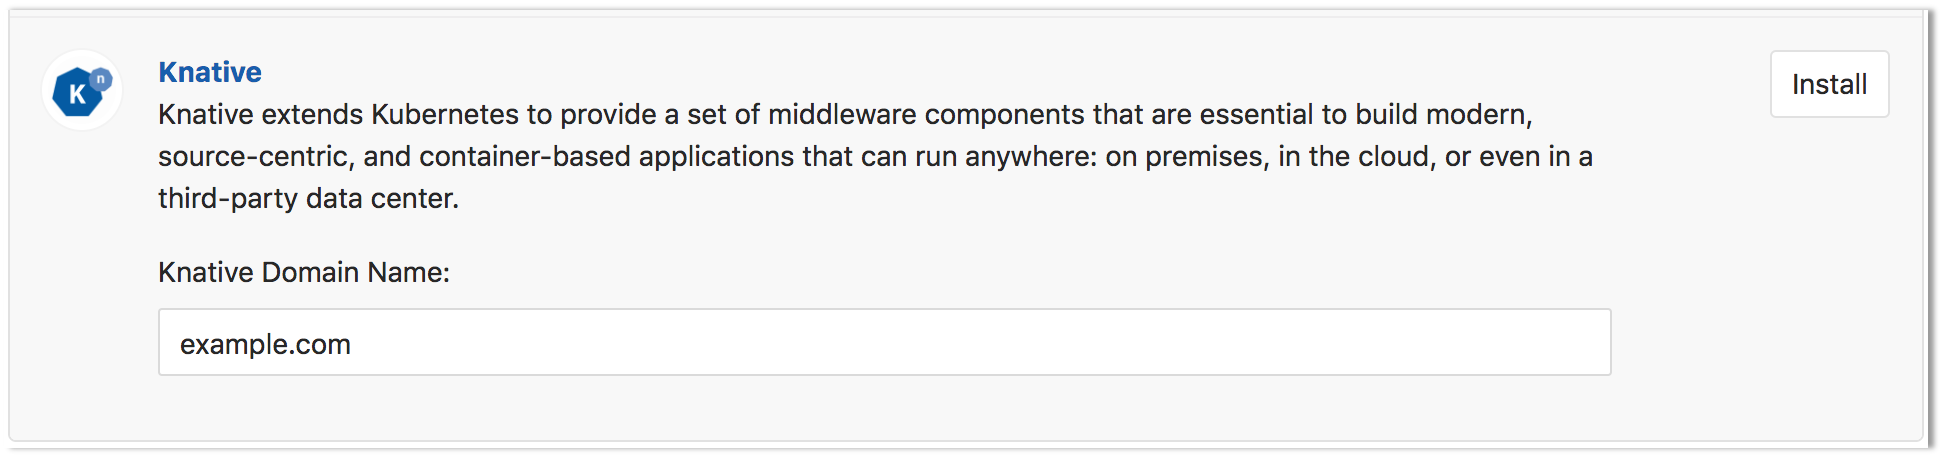 K n
Knative
Install
Knative extends Kubernetes to provide a set of middleware components that are essential to build modern,
source-centric, and container-based applications that can run anywhere: on premises, in the cloud, or even in a
third-party data center.
Knative Domain Name:
example.com